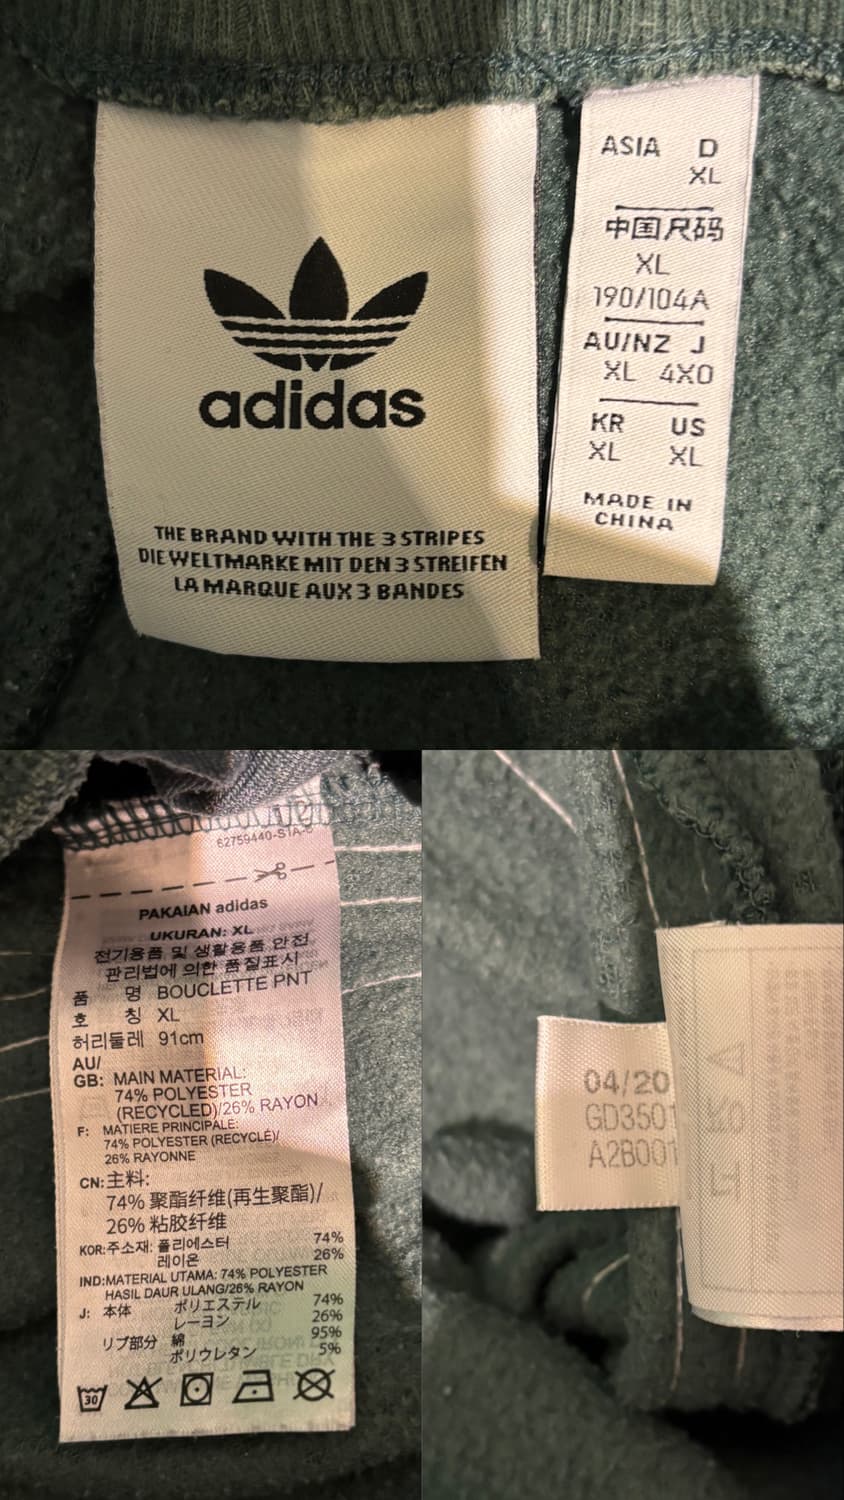 adidas
THE BRAND WITH THE 3 STRIPES
DIE WELTMARKE MIT DEN 3 STREIFEN
LA MARQUE AUX 3 BANDES
ASIA D
XL
中国尺码
XL
190/104A
AU/NZ J
XL 4XO
KR US
XL XL
MADE IN
CHINA
PAKAIAN adidas
UKURAN: XL
전기용품 및 생활용품 안전
관리법에 의한 품질표시
품 명 BOUCLETTE PNT
호 칭 XL
허리둘레 91cm
AU/
GB: MAIN MATERIAL:
74% POLYESTER
(RECYCLED)/26% RAYON
F: MATIERE PRINCIPALE:
74% POLYESTER (RECYCLÉ)/
26% RAYONNE
CN:主料:
74% 聚酯纤维(再生聚酯)/
26% 粘胶纤维
KOR:주소재: 폴리에스터 74%
레이온 26%
IND:MATERIAL UTAMA: 74% POLYESTER
HASIL DAUR ULANG/26% RAYON
J: 本体 ポリエステル 74%
レーヨン 26%
リブ部分 綿 95%
ポリウレタン 5%
30
04/20
GD3501
A2B001